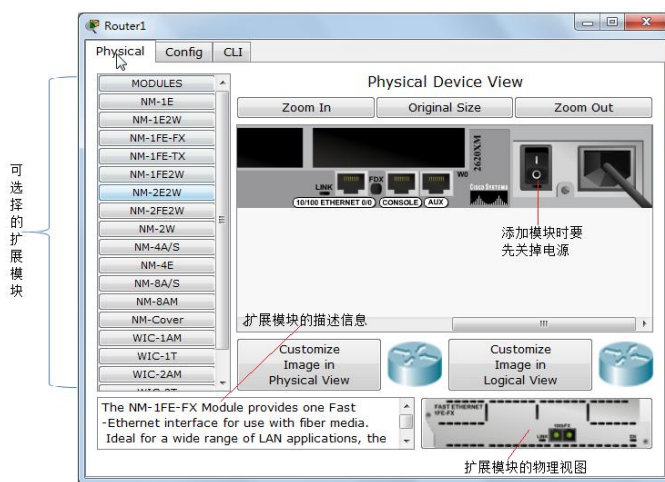 Router1
Physical
Config
CLI
可选择的扩展模块
MODULES
NM-1E
NM-1E2W
NM-1FE-FX
NM-1FE-TX
NM-1FE2W
NM-2E2W
NM-2FE2W
NM-2W
NM-4A/S
NM-4E
NM-8A/S
NM-8AM
NM-Cover
WIC-1AM
WIC-1T
WIC-2AM
Physical Device View
Zoom In
Original Size
Zoom Out
2620XM
W0
LINK
FDX
10/100 ETHERNET 0/0
CONSOLE
AUX
CISCO SYSTEMS
添加模块时要
先关掉电源
扩展模块的描述信息
Customize
Image in
Physical View
Customize
Image in
Logical View
The NM-1FE-FX Module provides one Fast
-Ethernet interface for use with fiber media.
Ideal for a wide range of LAN applications, the
FAST ETHERNET
1FE-FX
LINK
EN
扩展模块的物理视图